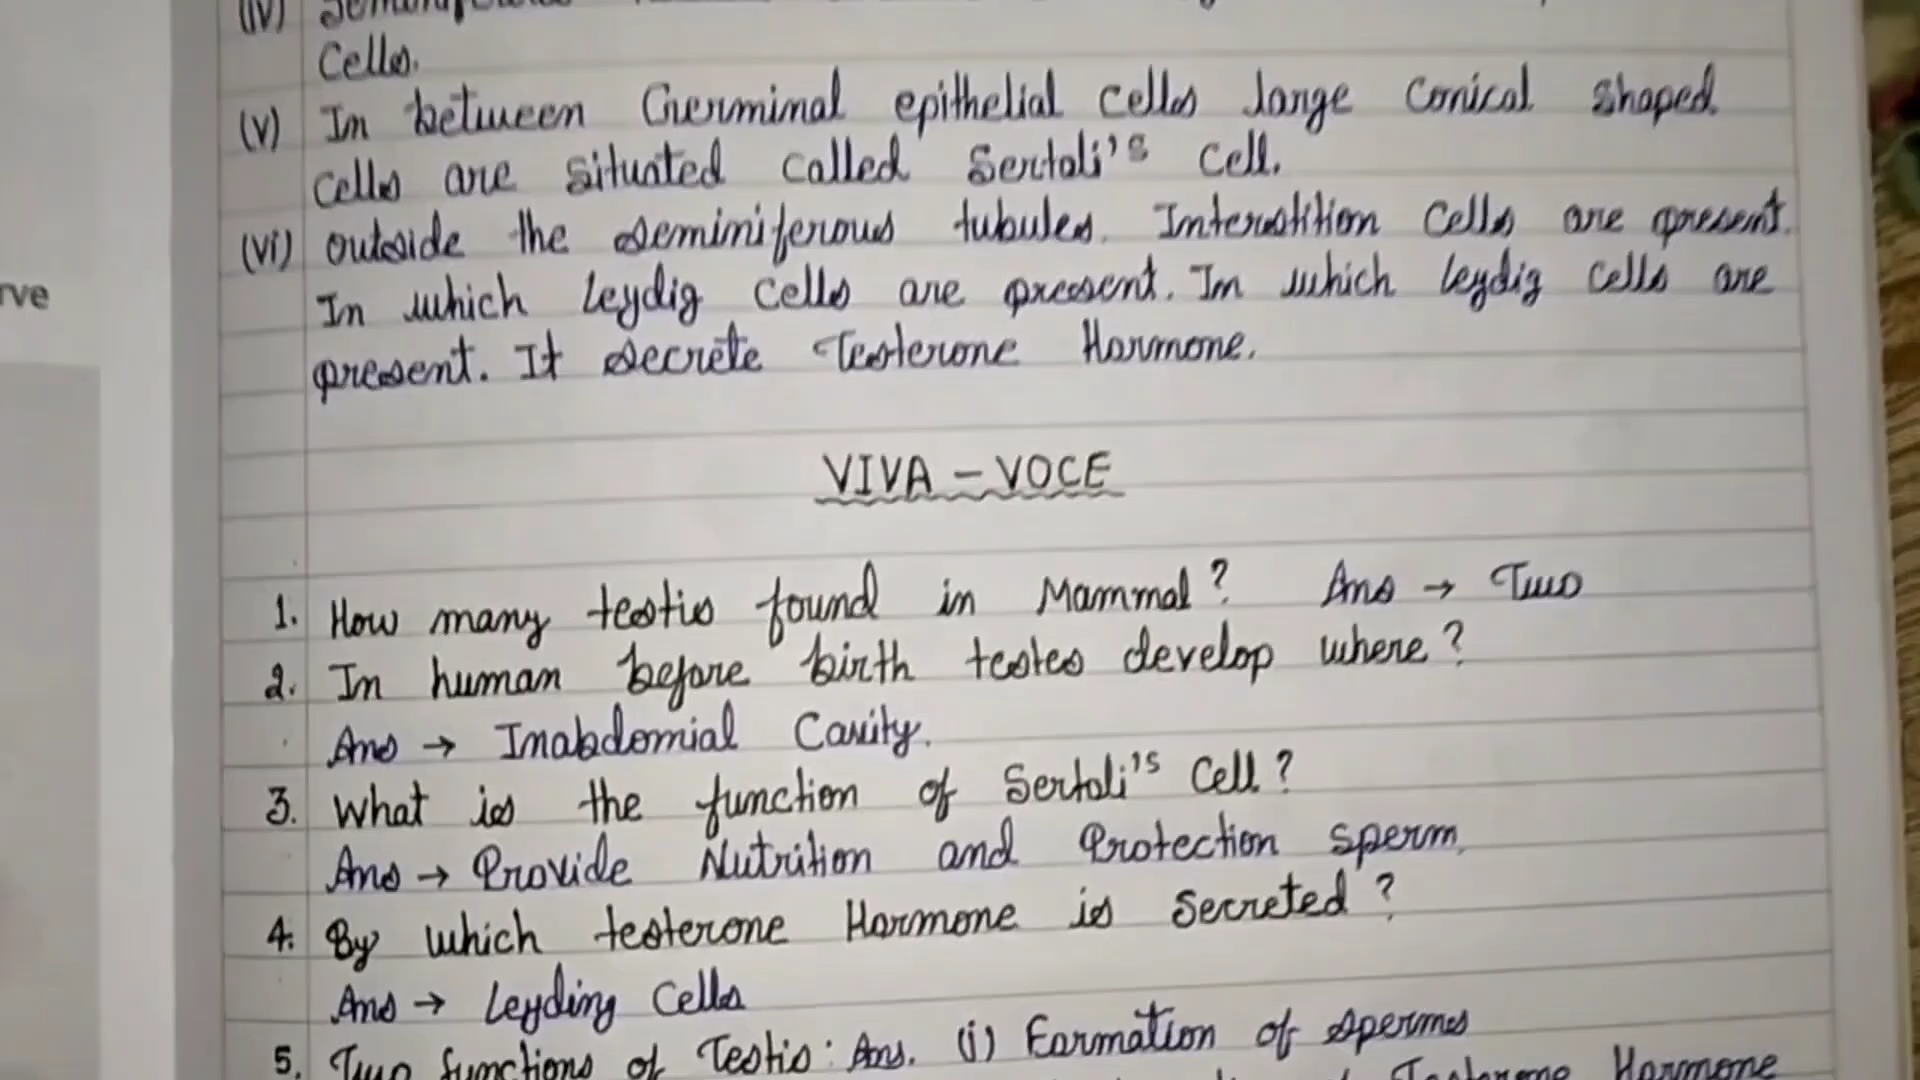 (iv)
Cells.
(v) In between Germinal epithelial cells large Conical shaped
cells are situated called Sertoli's Cell.
(vi) outside the seminiferous tubules. Interstition Cells are present.
In which leydig cells are present. In which leydig cells are
present. It secrete Testerone Hormone.
VIVA - VOCE
1. How many testis found in Mammal? Ans → Two
2. In human before birth testes develop where?
Ans → Inabdomial Cavity.
3. What is the function of Sertoli's Cell?
Ans → Provide Nutrition and Protection sperm.
4. By which testerone Hormone is Secreted?
Ans → Leyding Cells
5. Two functions of Testis: Ans. (i) Formation of sperms
Testerone Hormone
rve